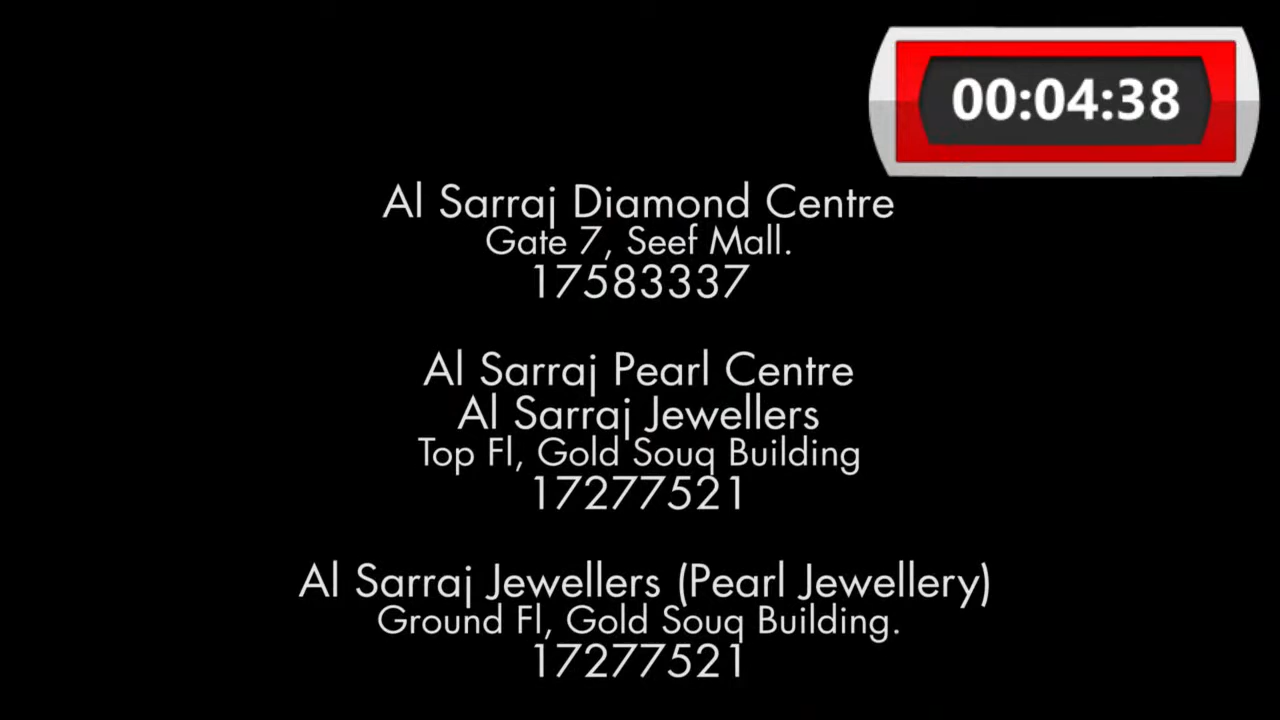 00:04:38
Al Sarraj Diamond Centre
Gate 7, Seef Mall.
17583337
Al Sarraj Pearl Centre
Al Sarraj Jewellers
Top Fl, Gold Souq Building
17277521
Al Sarraj Jewellers (Pearl Jewellery)
Ground Fl, Gold Souq Building.
17277521